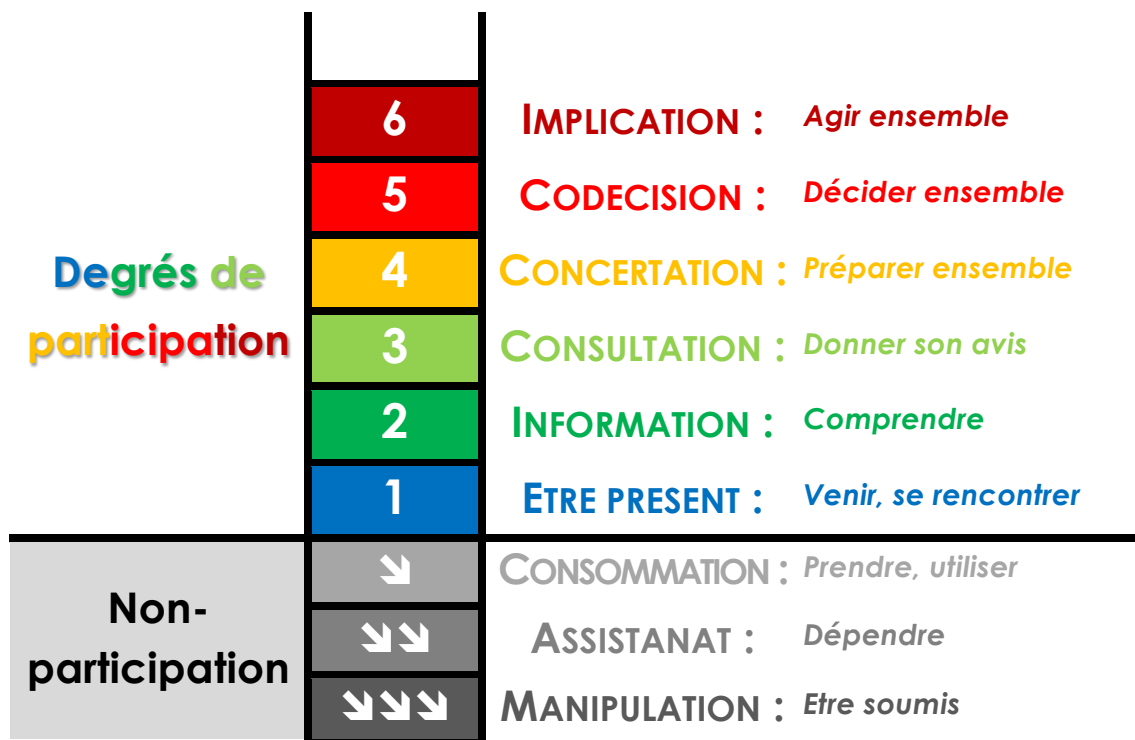 6 IMPLICATION : Agir ensemble
5 CODECISION : Décider ensemble
Degrés de
participation
4 CONCERTATION : Préparer ensemble
3 CONSULTATION : Donner son avis
2 INFORMATION : Comprendre
1 ETRE PRESENT : Venir, se rencontrer
Non-
participation
CONSOMMATION : Prendre, utiliser
ASSISTANAT : Dépendre
MANIPULATION : Etre soumis